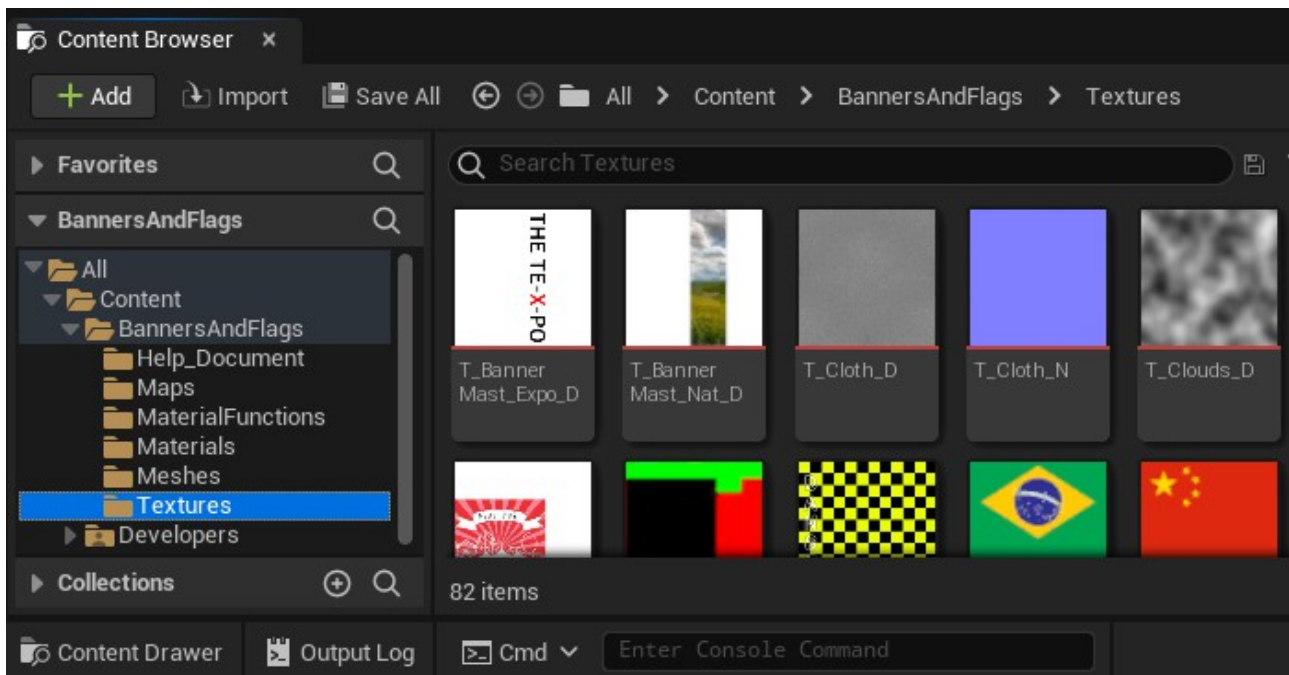 Content Browser
+ Add Import Save All All > Content > BannersAndFlags > Textures
Favorites
Search Textures
BannersAndFlags
All
Content
BannersAndFlags
Help_Document
Maps
MaterialFunctions
Materials
Meshes
Textures
Developers
Collections
THE TE-X-PO
T_Banner
Mast_Expo_D
T_Banner
Mast_Nat_D
T_Cloth_D
T_Cloth_N
T_Clouds_D
82 items
Content Drawer
Output Log
Cmd
Enter Console Command